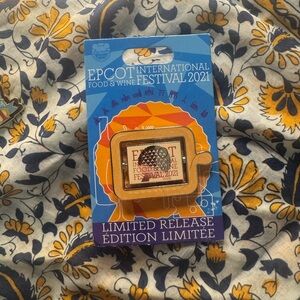 EPCOT INTERNATIONAL
FOOD & WINE FESTIVAL 2021
EPCOT
INTERNATIONAL
FOOD & WINE
FESTIVAL 2021
LIMITED RELEASE
ÉDITION LIMITÉE